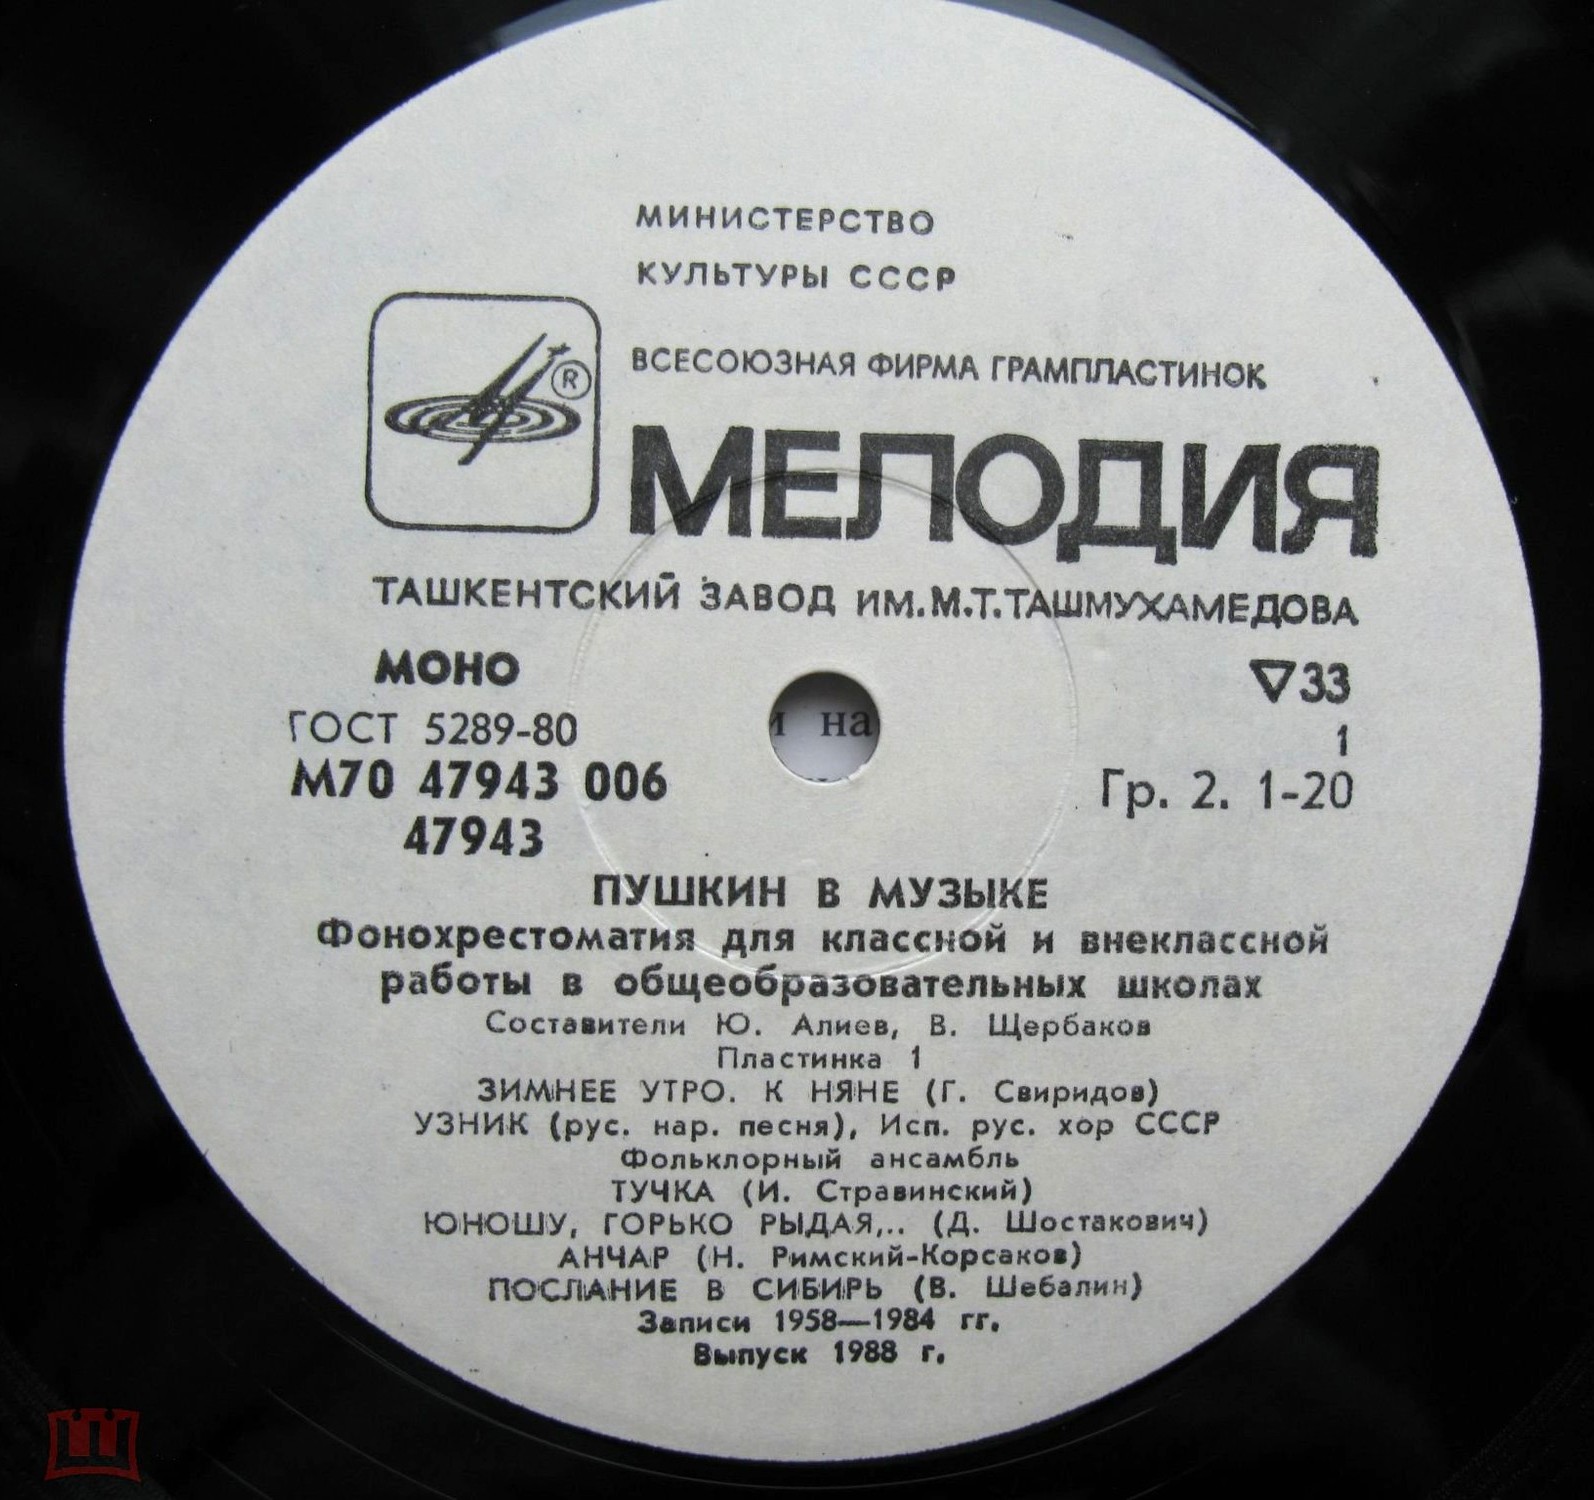 МИНИСТЕРСТВО
КУЛЬТУРЫ СССР
ВСЕСОЮЗНАЯ ФИРМА ГРАМПЛАСТИНОК
®
МЕЛОДИЯ
ТАШКЕНТСКИЙ ЗАВОД ИМ.М.Т.ТАШМУХАМЕДОВА
МОНО
▽33
ГОСТ 5289-80
1
М70 47943 006
Гр. 2. 1-20
47943
на
ПУШКИН В МУЗЫКЕ
Фонохрестоматия для классной и внеклассной
работы в общеобразовательных школах
Составители Ю. Алиев, В. Щербаков
Пластинка 1
ЗИМНЕЕ УТРО. К НЯНЕ (Г. Свиридов)
УЗНИК (рус. нар. песня), Исп. рус. хор СССР
Фольклорный ансамбль
ТУЧКА (И. Стравинский)
ЮНОШУ, ГОРЬКО РЫДАЯ,.. (Д. Шостакович)
АНЧАР (Н. Римский-Корсаков)
ПОСЛАНИЕ В СИБИРЬ (В. Шебалин)
Записи 1958—1984 гг.
Выпуск 1988 г.